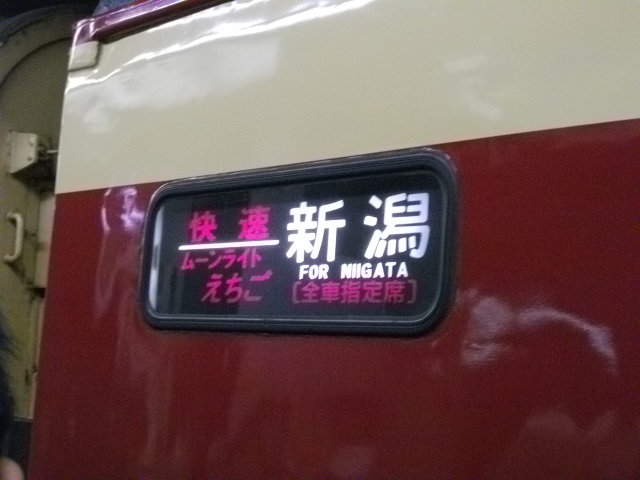 快速
ムーンライト
えちご
新潟
FOR NIIGATA
[全車指定席]